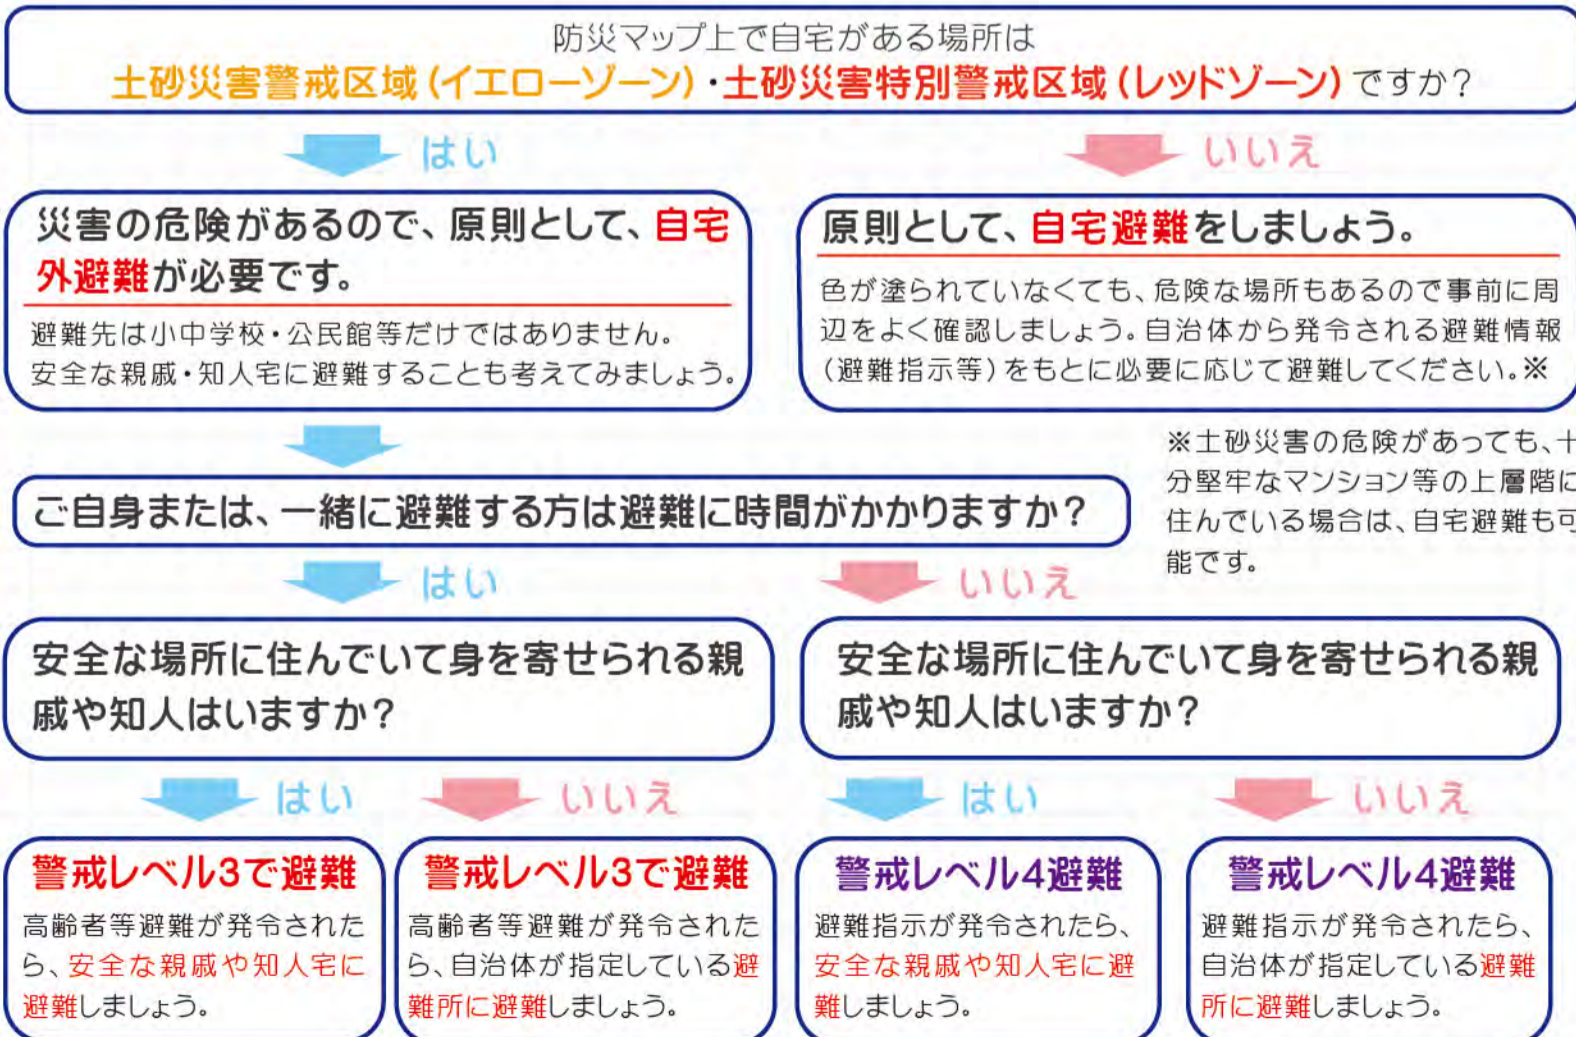 防災マップ上で自宅がある場所は
土砂災害警戒区域(イエローゾーン)・土砂災害特別警戒区域(レッドゾーン)ですか?
はい
いいえ
災害の危険があるので、原則として、自宅
外避難が必要です。
避難先は小中学校・公民館等だけではありません。
安全な親戚・知人宅に避難することも考えてみましょう。
原則として、自宅避難をしましょう。
色が塗られていなくても、危険な場所もあるので事前に周
辺をよく確認しましょう。自治体から発令される避難情報
(避難指示等)をもとに必要に応じて避難してください。※
※土砂災害の危険があっても、十
分堅牢なマンション等の上層階に
住んでいる場合は、自宅避難も可
能です。
ご自身または、一緒に避難する方は避難に時間がかかりますか?
はい
いいえ
安全な場所に住んでいて身を寄せられる親
戚や知人はいますか?
安全な場所に住んでいて身を寄せられる親
戚や知人はいますか?
はい
いいえ
はい
いいえ
警戒レベル3で避難
高齢者等避難が発令された
ら、安全な親戚や知人宅に
避難しましょう。
警戒レベル3で避難
高齢者等避難が発令された
ら、自治体が指定している避
難所に避難しましょう。
警戒レベル4避難
避難指示が発令されたら、
安全な親戚や知人宅に避
難しましょう。
警戒レベル4避難
避難指示が発令されたら、
自治体が指定している避難
所に避難しましょう。